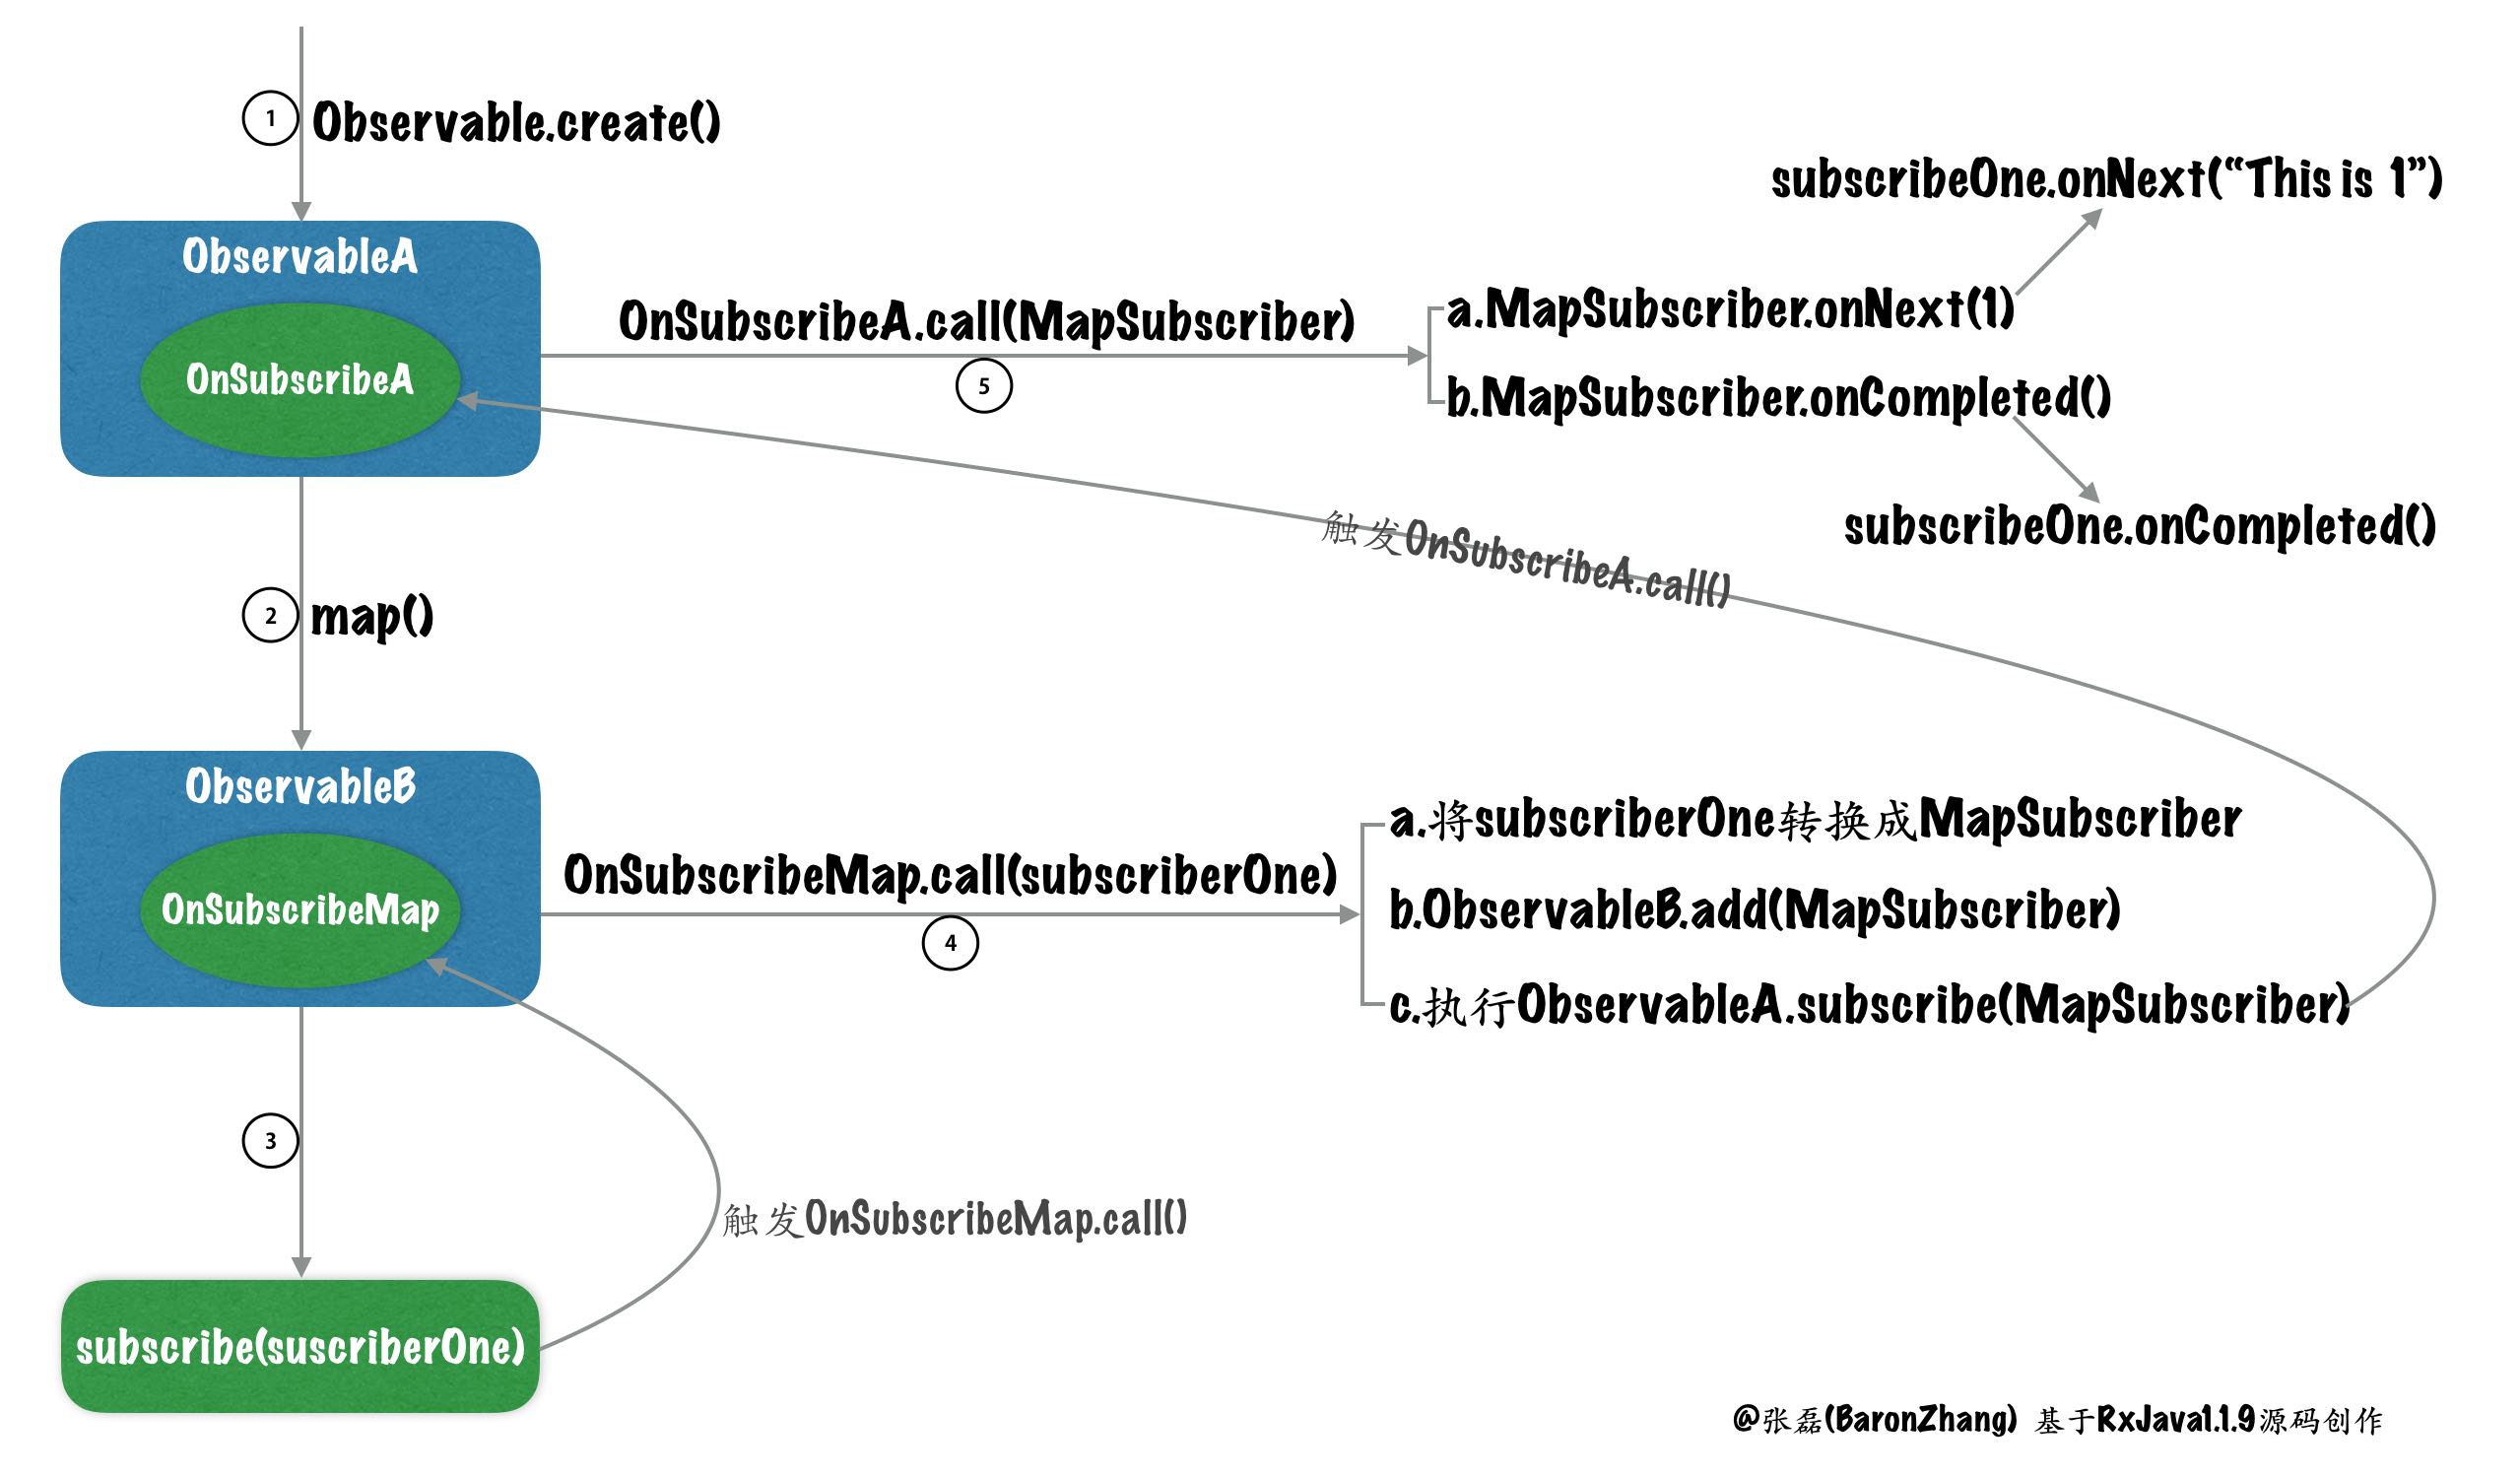 1
Observable.create()
subscribeOne.onNext(“This is 1”)
ObservableA
OnSubscribeA
OnSubscribeA.call(MapSubscriber)
5
a.MapSubscriber.onNext(1)
b.MapSubscriber.onCompleted()
subscribeOne.onCompleted()
触发OnSubscribeA.call()
2
map()
ObservableB
OnSubscribeMap
OnSubscribeMap.call(subscriberOne)
4
a.将subscriberOne转换成MapSubscriber
b.ObservableB.add(MapSubscriber)
c.执行ObservableA.subscribe(MapSubscriber)
3
触发OnSubscribeMap.call()
subscribe(suscriberOne)
@张磊(BaronZhang) 基于RxJava1.1.9源码创作